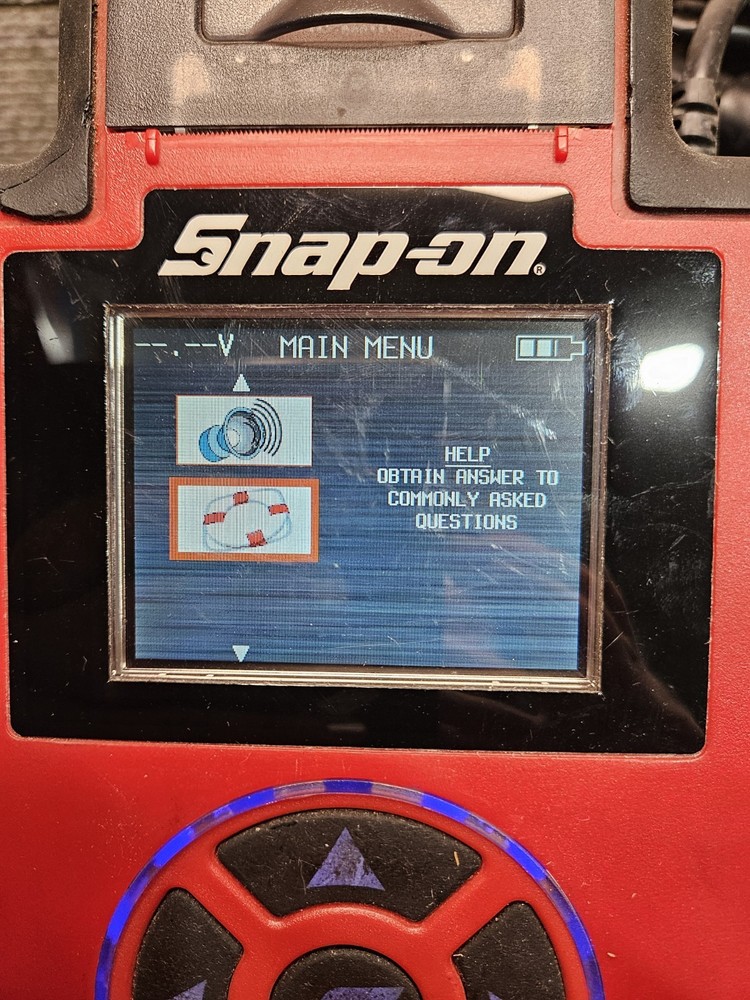 Snap-on®
--.--V MAIN MENU
HELP
OBTAIN ANSWER TO
COMMONLY ASKED
QUESTIONS